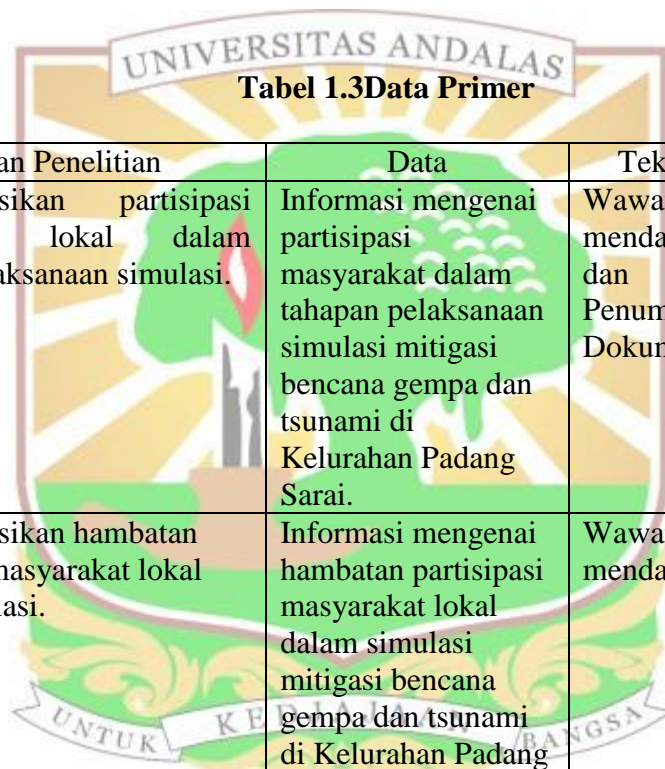 UNIVERSITAS ANDALAS
Tabel 1.3Data Primer
an Penelitian
Data
Tek
sikan partisipasi
lokal dalam
aksanaan simulasi.
Informasi mengenai
partisipasi
masyarakat dalam
tahapan pelaksanaan
simulasi mitigasi
bencana gempa dan
tsunami di
Kelurahan Padang
Sarai.
Wawa
menda
dan
Penum
Dokun
sikan hambatan
masyarakat lokal
lasi.
Informasi mengenai
hambatan partisipasi
masyarakat lokal
dalam simulasi
mitigasi bencana
gempa dan tsunami
di Kelurahan Padang
Wawa
menda
UNTUK KEDJAJAAN BANGSA